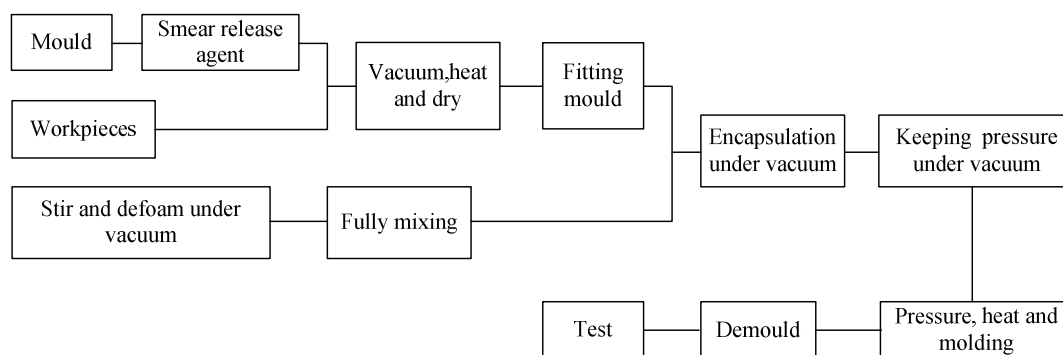 Mould
Smear release
agent
Vacuum,heat
and dry
Fitting
mould
Workpieces
Encapsulation
under vacuum
Keeping pressure
under vacuum
Stir and defoam under
vacuum
Fully mixing
Test
Demould
Pressure, heat and
molding